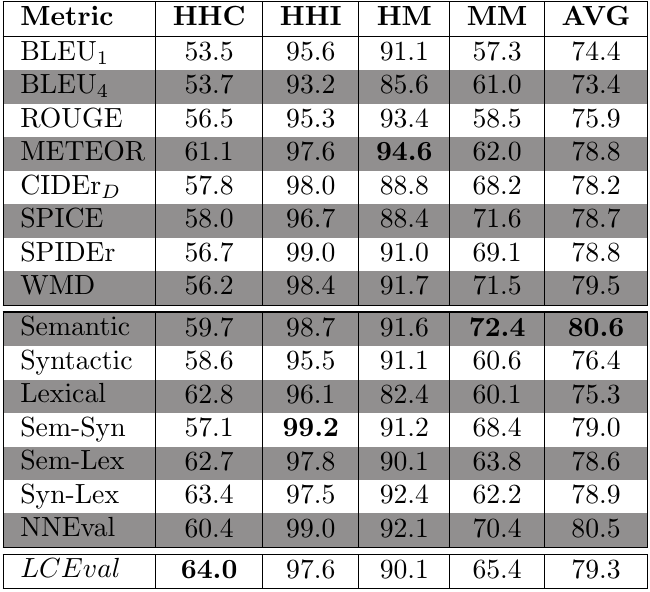 Metric HHC HHI HM MM AVG
BLEU₁ 53.5 95.6 91.1 57.3 74.4
BLEU₄ 53.7 93.2 85.6 61.0 73.4
ROUGE 56.5 95.3 93.4 58.5 75.9
METEOR 61.1 97.6 94.6 62.0 78.8
CIDEr_D 57.8 98.0 88.8 68.2 78.2
SPICE 58.0 96.7 88.4 71.6 78.7
SPIDEr 56.7 99.0 91.0 69.1 78.8
WMD 56.2 98.4 91.7 71.5 79.5
Semantic 59.7 98.7 91.6 72.4 80.6
Syntactic 58.6 95.5 91.1 60.6 76.4
Lexical 62.8 96.1 82.4 60.1 75.3
Sem-Syn 57.1 99.2 91.2 68.4 79.0
Sem-Lex 62.7 97.8 90.1 63.8 78.6
Syn-Lex 63.4 97.5 92.4 62.2 78.9
NNEval 60.4 99.0 92.1 70.4 80.5
LCEval 64.0 97.6 90.1 65.4 79.3